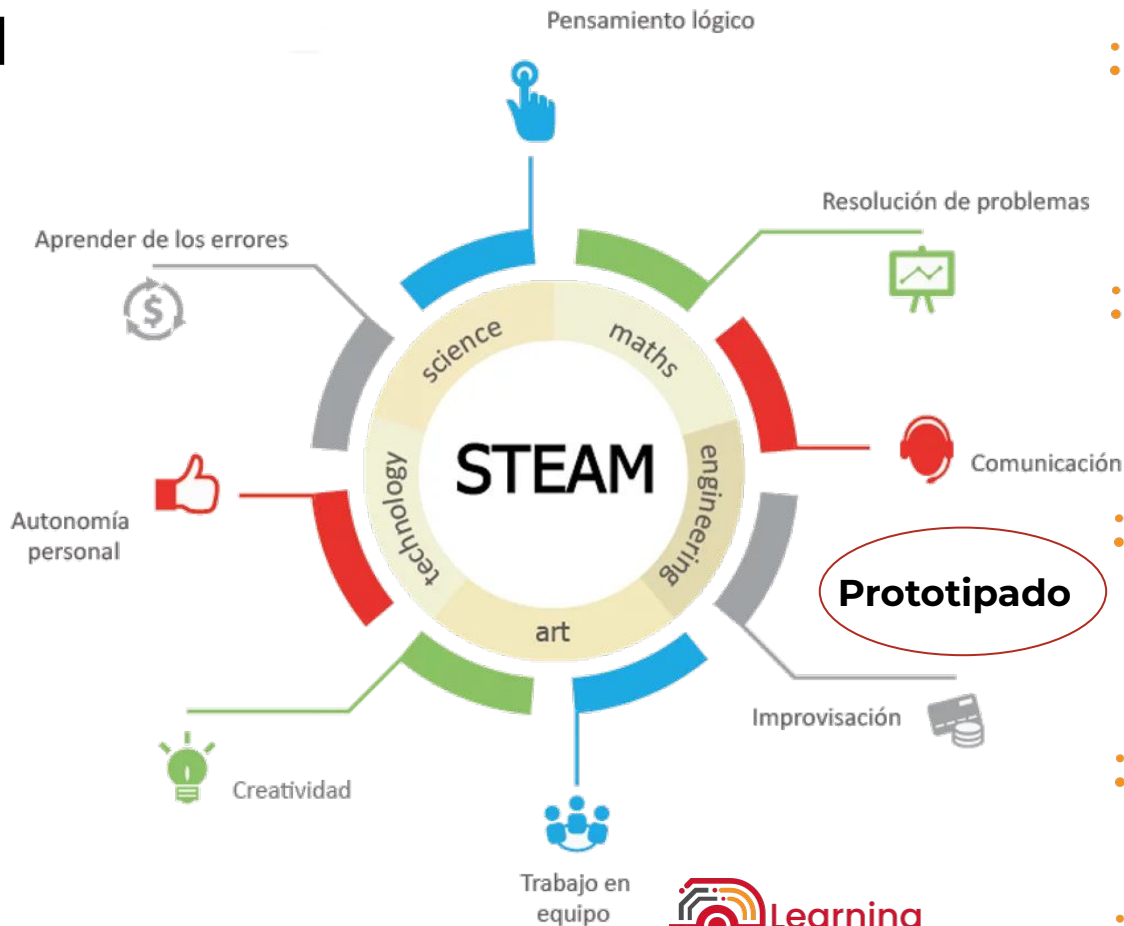 Pensamiento lógico
Resolución de problemas
Aprender de los errores
science
maths
STEAM
engineering
technology
art
Comunicación
Autonomía
personal
Prototipado
Improvisación
Creatividad
Trabajo en
equipo
Learning